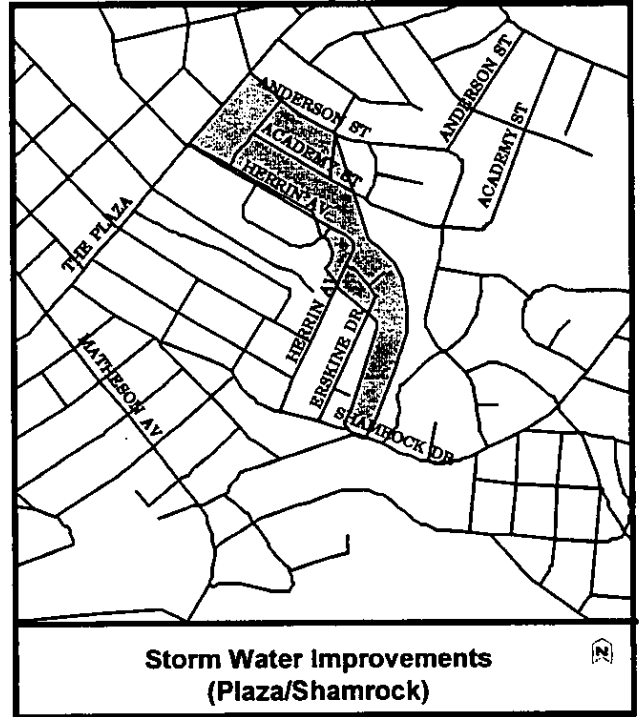 ANDERSON ST
ANDERSON ST
ACADEMY ST
ACADEMY ST
HERRIN AV
THE PLAZA
HERRIN AV
ERSKINE DR
MATHESON AV
SHAMROCK DR
Storm Water Improvements
(Plaza/Shamrock)
N